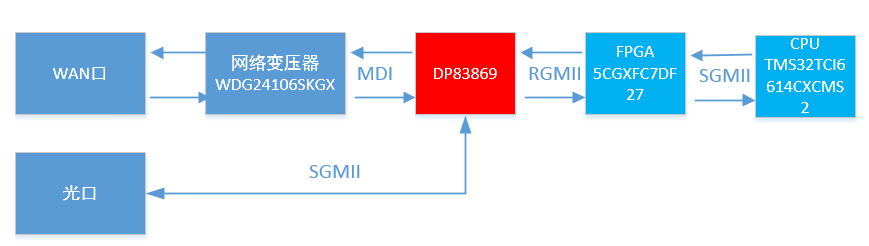 WAN口
网络变压器
WDG24106SKGX
MDI
DP83869
RGMII
FPGA
5CGXFC7DF
27
SGMII
CPU
TMS32TCI6
614CXCMS
2
光口
SGMII